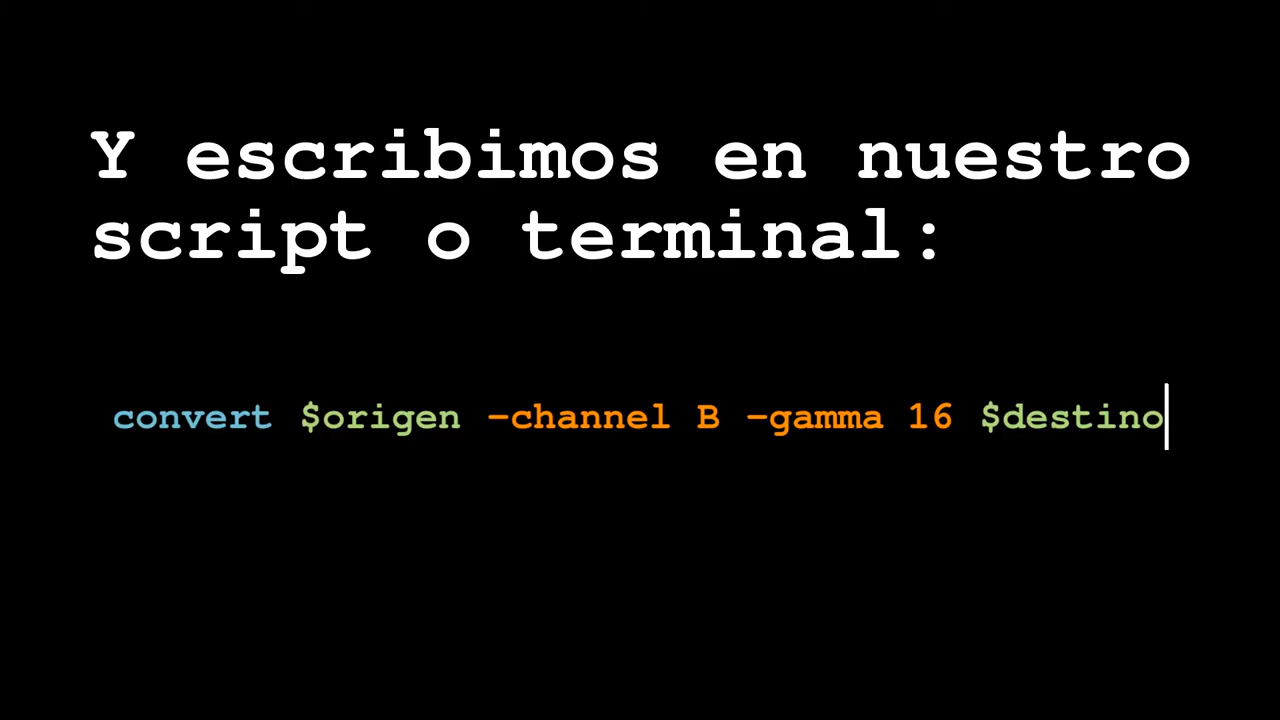 Y escribimos en nuestro
script o terminal:
convert $origen -channel B -gamma 16 $destino